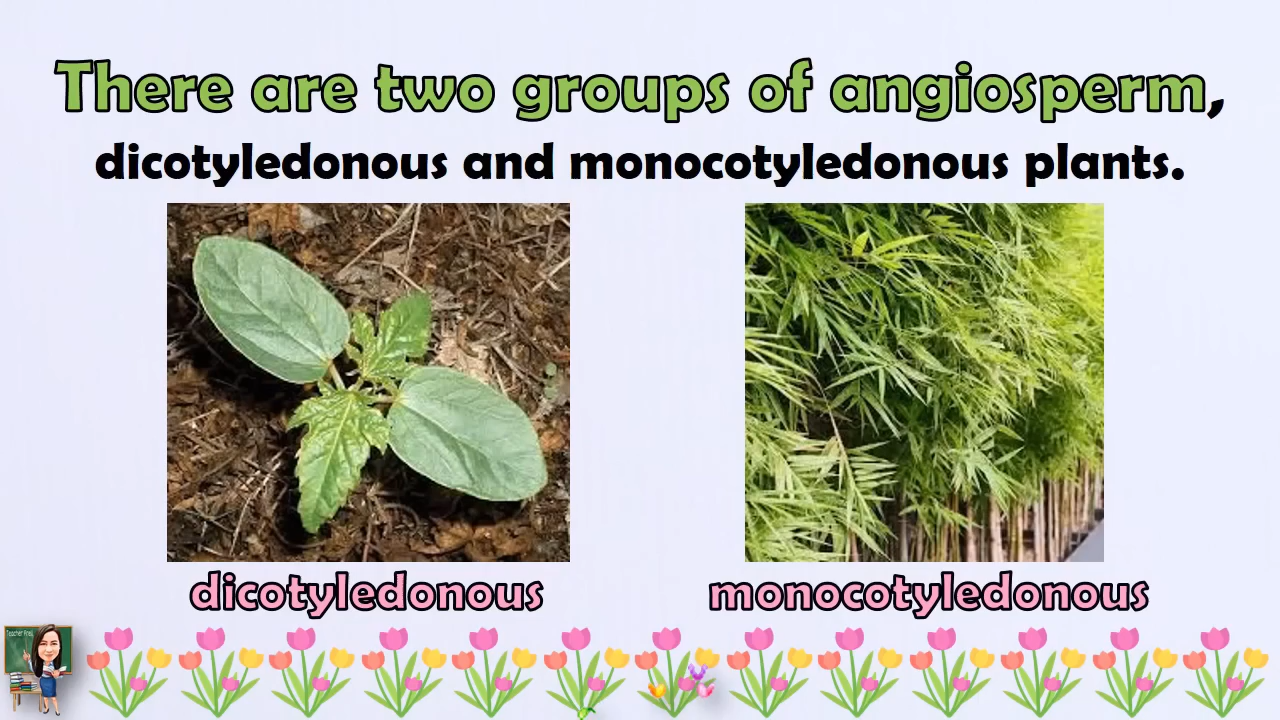 There are two groups of angiosperm,
dicotyledonous and monocotyledonous plants.
dicotyledonous
monocotyledonous